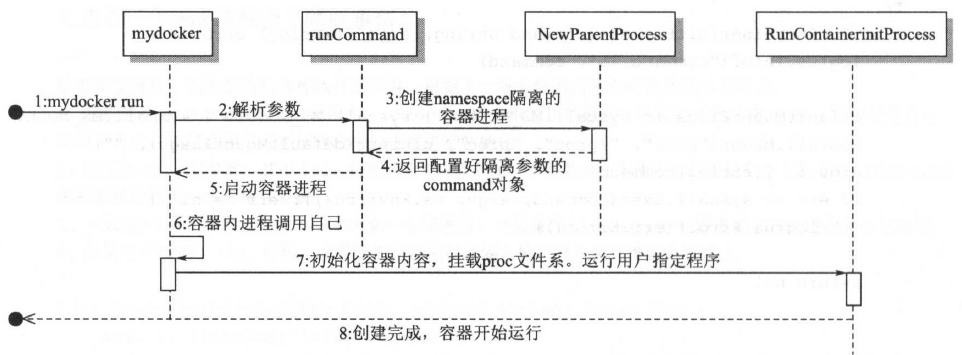 mydocker
runCommand
NewParentProcess
RunContainerinitProcess
1:mydocker run
2:解析参数
3:创建namespace隔离的
容器进程
4:返回配置好隔离参数的
command对象
5:启动容器进程
6:容器内进程调用自己
7:初始化容器内容，挂载proc文件系。运行用户指定程序
8:创建完成，容器开始运行